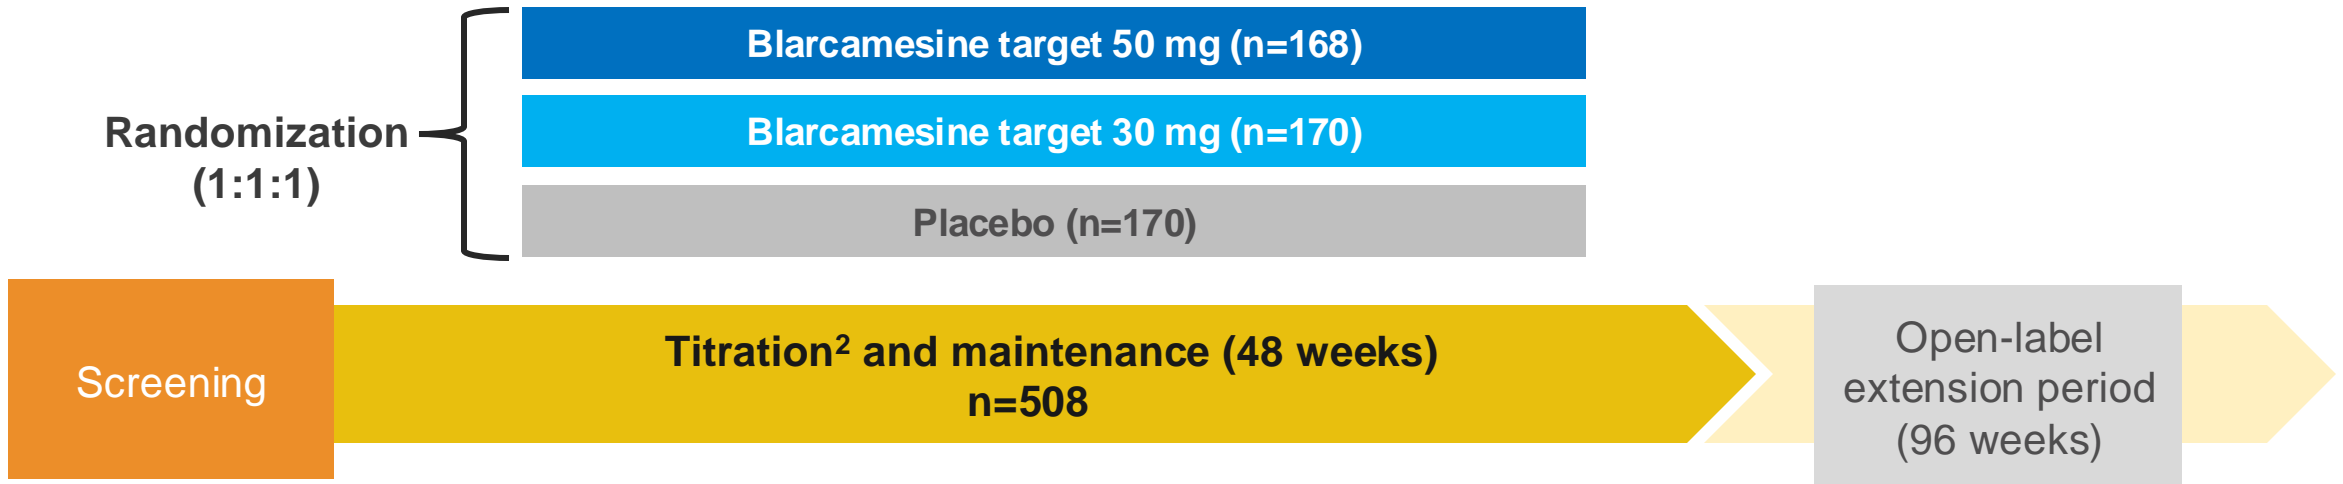 Blarcamesine target 50 mg (n=168)
Blarcamesine target 30 mg (n=170)
Placebo (n=170)
Randomization
(1:1:1)
Screening
Titration² and maintenance (48 weeks)
n=508
Open-label
extension period
(96 weeks)